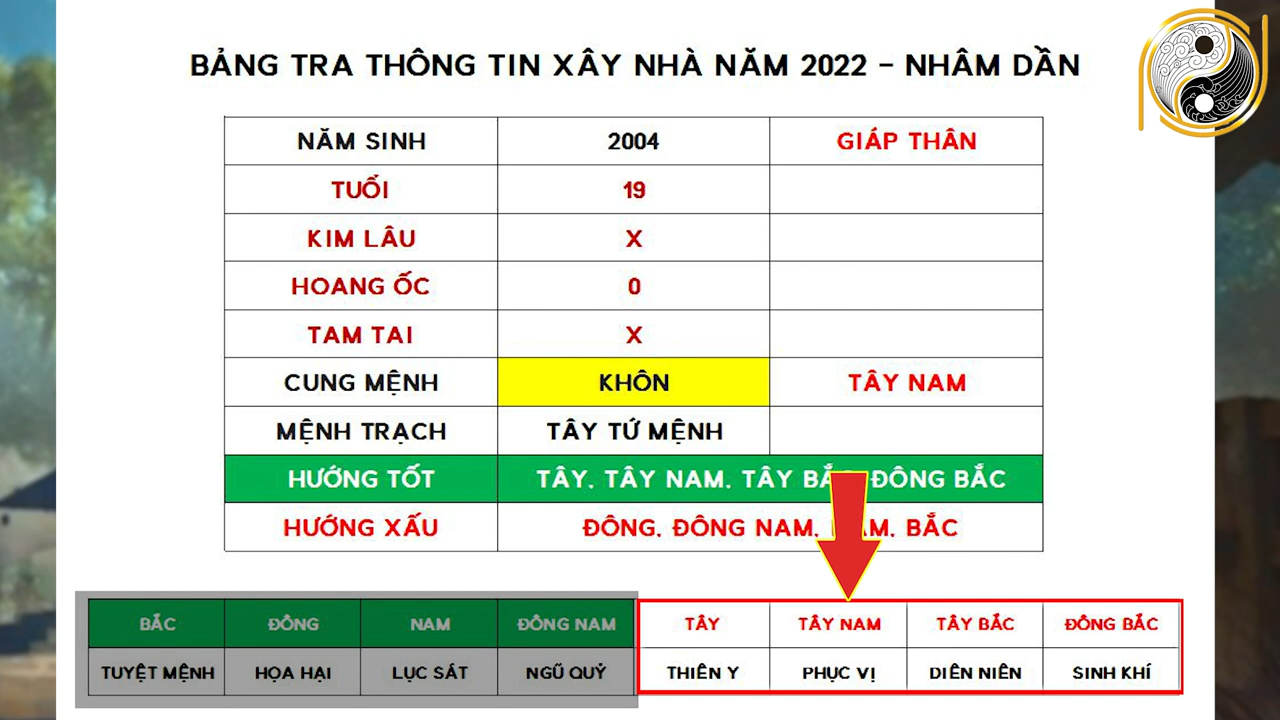 BẢNG TRA THÔNG TIN XÂY NHÀ NĂM 2022 - NHÂM DẦN
NĂM SINH 2004 GIÁP THÂN
TUỔI 19
KIM LÂU X
HOANG ỐC 0
TAM TAI X
CUNG MỆNH KHÔN TÂY NAM
MỆNH TRẠCH TÂY TỨ MỆNH
HƯỚNG TỐT TÂY, TÂY NAM, TÂY ĐÔNG BẮC
HƯỚNG XẤU ĐÔNG, ĐÔNG NAM, BẮC
BẮC ĐÔNG NAM ĐÔNG NAM TÂY TÂY NAM TÂY BẮC ĐÔNG BẮC
TUYỆT MỆNH HỌA HẠI LỤC SÁT NGŨ QUỶ THIÊN Y PHỤC VỊ DIÊN NIÊN SINH KHÍ